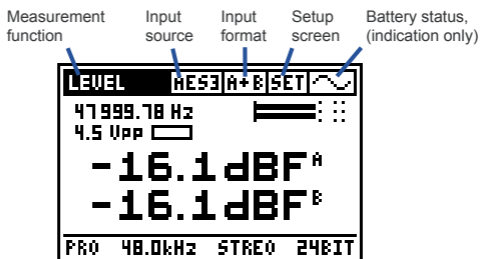 Measurement function
Input source
Input format
Setup screen
Battery status, (indication only)
LEVEL AES3 A+B SET
47999.78 Hz
4.5 Vpp
-16.1dBF A
-16.1dBF B
PRO 48.0kHz STREO 24BIT